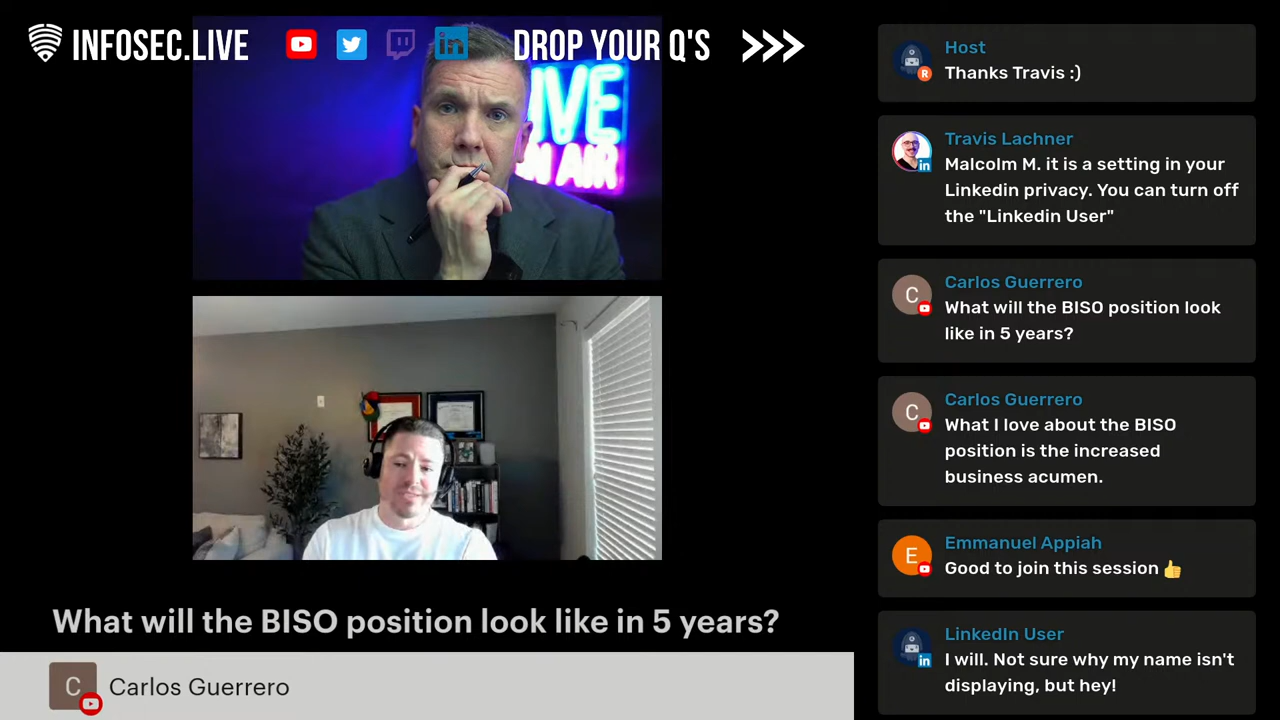 INFOSEC.LIVE
DROP YOUR Q'S
LIVE
ON AIR
What will the BISO position look like in 5 years?
C
Carlos Guerrero
Host
Thanks Travis :)
Travis Lachner
Malcolm M. it is a setting in your
Linkedin privacy. You can turn off
the "Linkedin User"
C
Carlos Guerrero
What will the BISO position look
like in 5 years?
C
Carlos Guerrero
What I love about the BISO
position is the increased
business acumen.
E
Emmanuel Appiah
Good to join this session 👍
LinkedIn User
I will. Not sure why my name isn't
displaying, but hey!